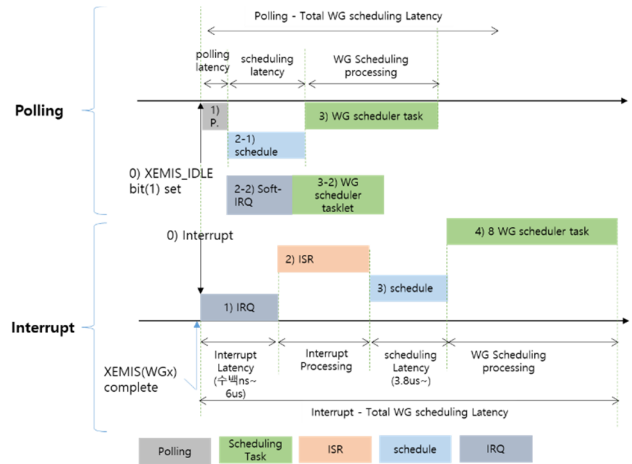 Polling - Total WG scheduling Latency
polling
latency
scheduling
latency
WG Scheduling
processing
Polling
1)
P.
3) WG scheduler task
2-1)
schedule
0) XEMIS_IDLE
bit(1) set
2-2) Soft-
IRQ
3-2) WG
scheduler
tasklet
0) Interrupt
4) 8 WG scheduler task
2) ISR
3) schedule
1) IRQ
Interrupt
Interrupt
Latency
(수백ns~
6us)
Interrupt
Processing
scheduling
Latency
(3.8us~)
WG Scheduling
processing
XEMIS(WGx)
complete
Interrupt - Total WG scheduling Latency
Polling
Scheduling
Task
ISR
schedule
IRQ